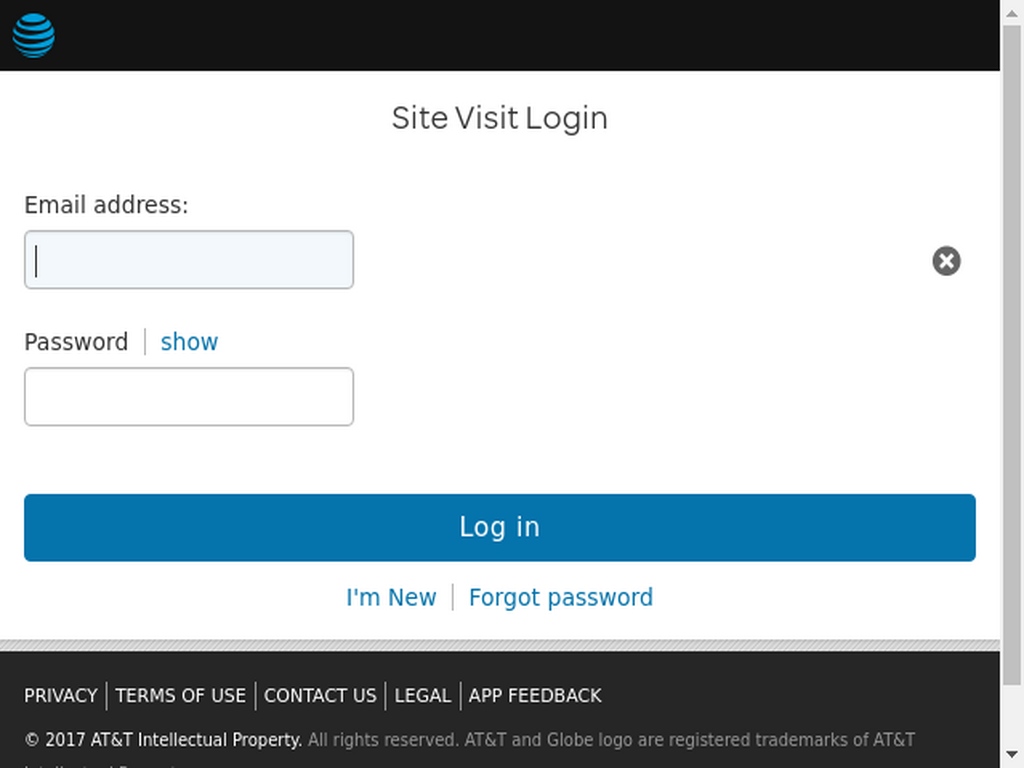 Site Visit Login
Email address:
Password | show
Log in
I'm New | Forgot password
PRIVACY | TERMS OF USE | CONTACT US | LEGAL | APP FEEDBACK
© 2017 AT&T Intellectual Property. All rights reserved. AT&T and Globe logo are registered trademarks of AT&T